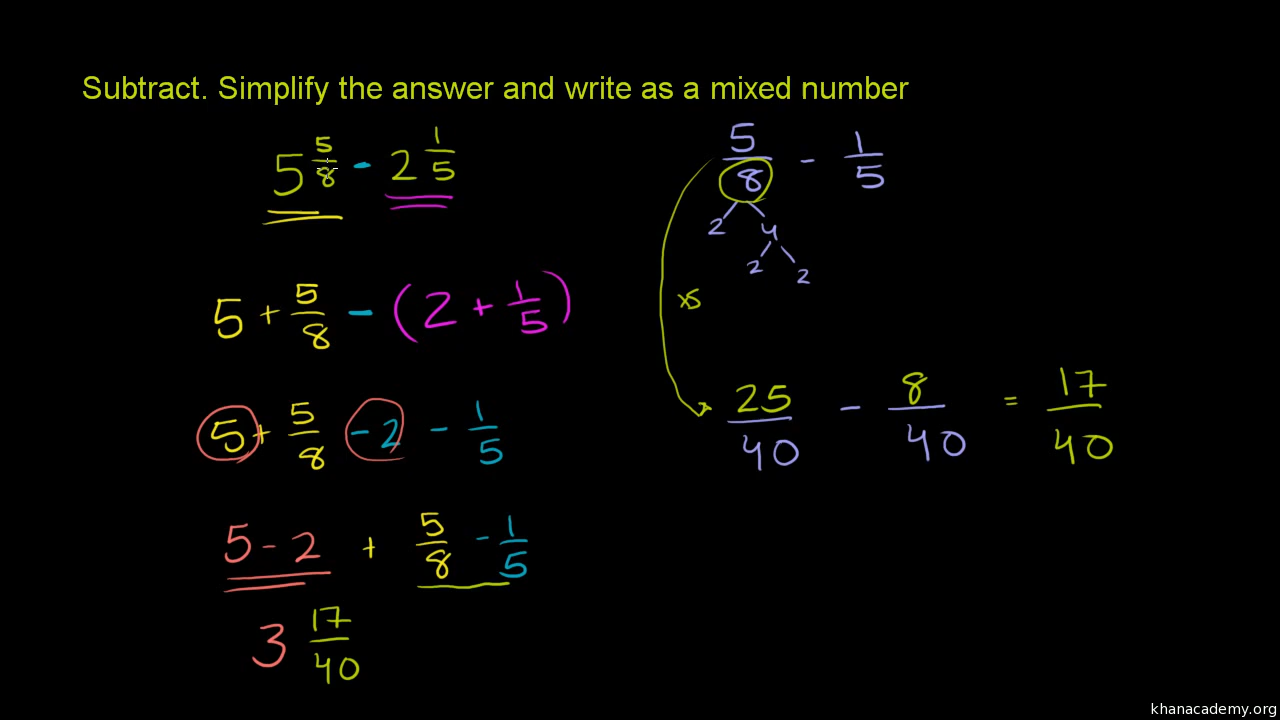 Subtract. Simplify the answer and write as a mixed number
5 5/8 - 2 1/5
5 + 5/8 - (2 + 1/5)
5 + 5/8 - 2 - 1/5
5 - 2 + 5/8 - 1/5
3 17/40
5/8 - 1/5
2 4
2 2
x5
25/40 - 8/40 = 17/40
khanacademy.org